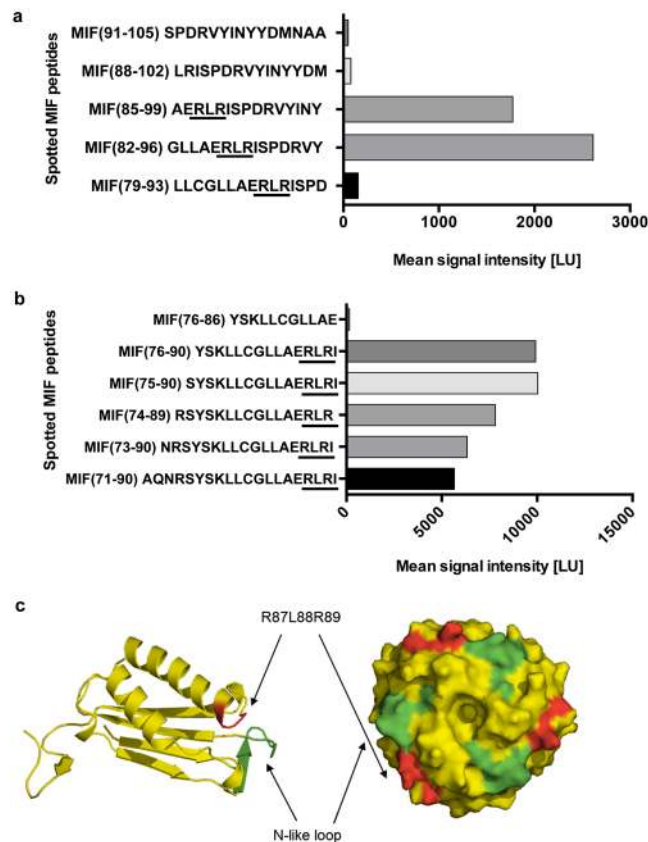 a
Spotted MIF peptides
MIF(91-105) SPDRVYINYYDMNAA
MIF(88-102) LRISPDRVYINYYDM
MIF(85-99) AERLRISPDRVYINY
MIF(82-96) GLLAERLRISPDRVY
MIF(79-93) LLCGLLAERLRISPD
0 1000 2000 3000
Mean signal intensity [LU]
b
Spotted MIF peptides
MIF(76-86) YSKLLCGLLAE
MIF(76-90) YSKLLCGLLAERLRI
MIF(75-90) SYSKLLCGLLAERLRI
MIF(74-89) RSYSKLLCGLLAERLR
MIF(73-90) NRSYSKLLCGLLAERLRI
MIF(71-90) AQNRSYSKLLCGLLAERLRI
0 5000 10000 15000
Mean signal intensity [LU]
c
R87L88R89
N-like loop